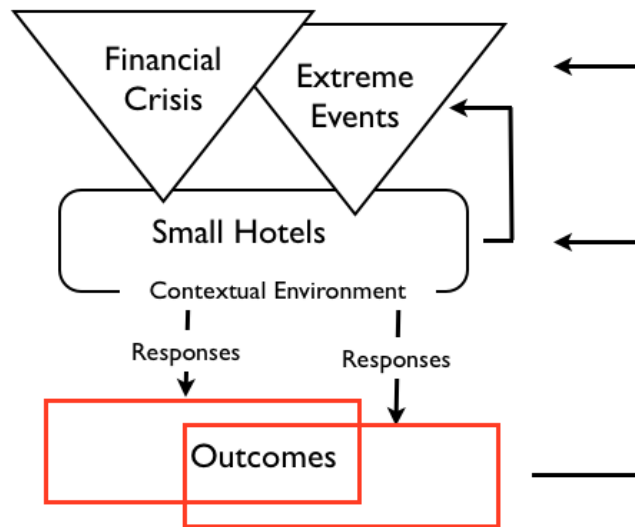 Financial
Crisis
Extreme
Events
Small Hotels
Contextual Environment
Responses
Responses
Outcomes